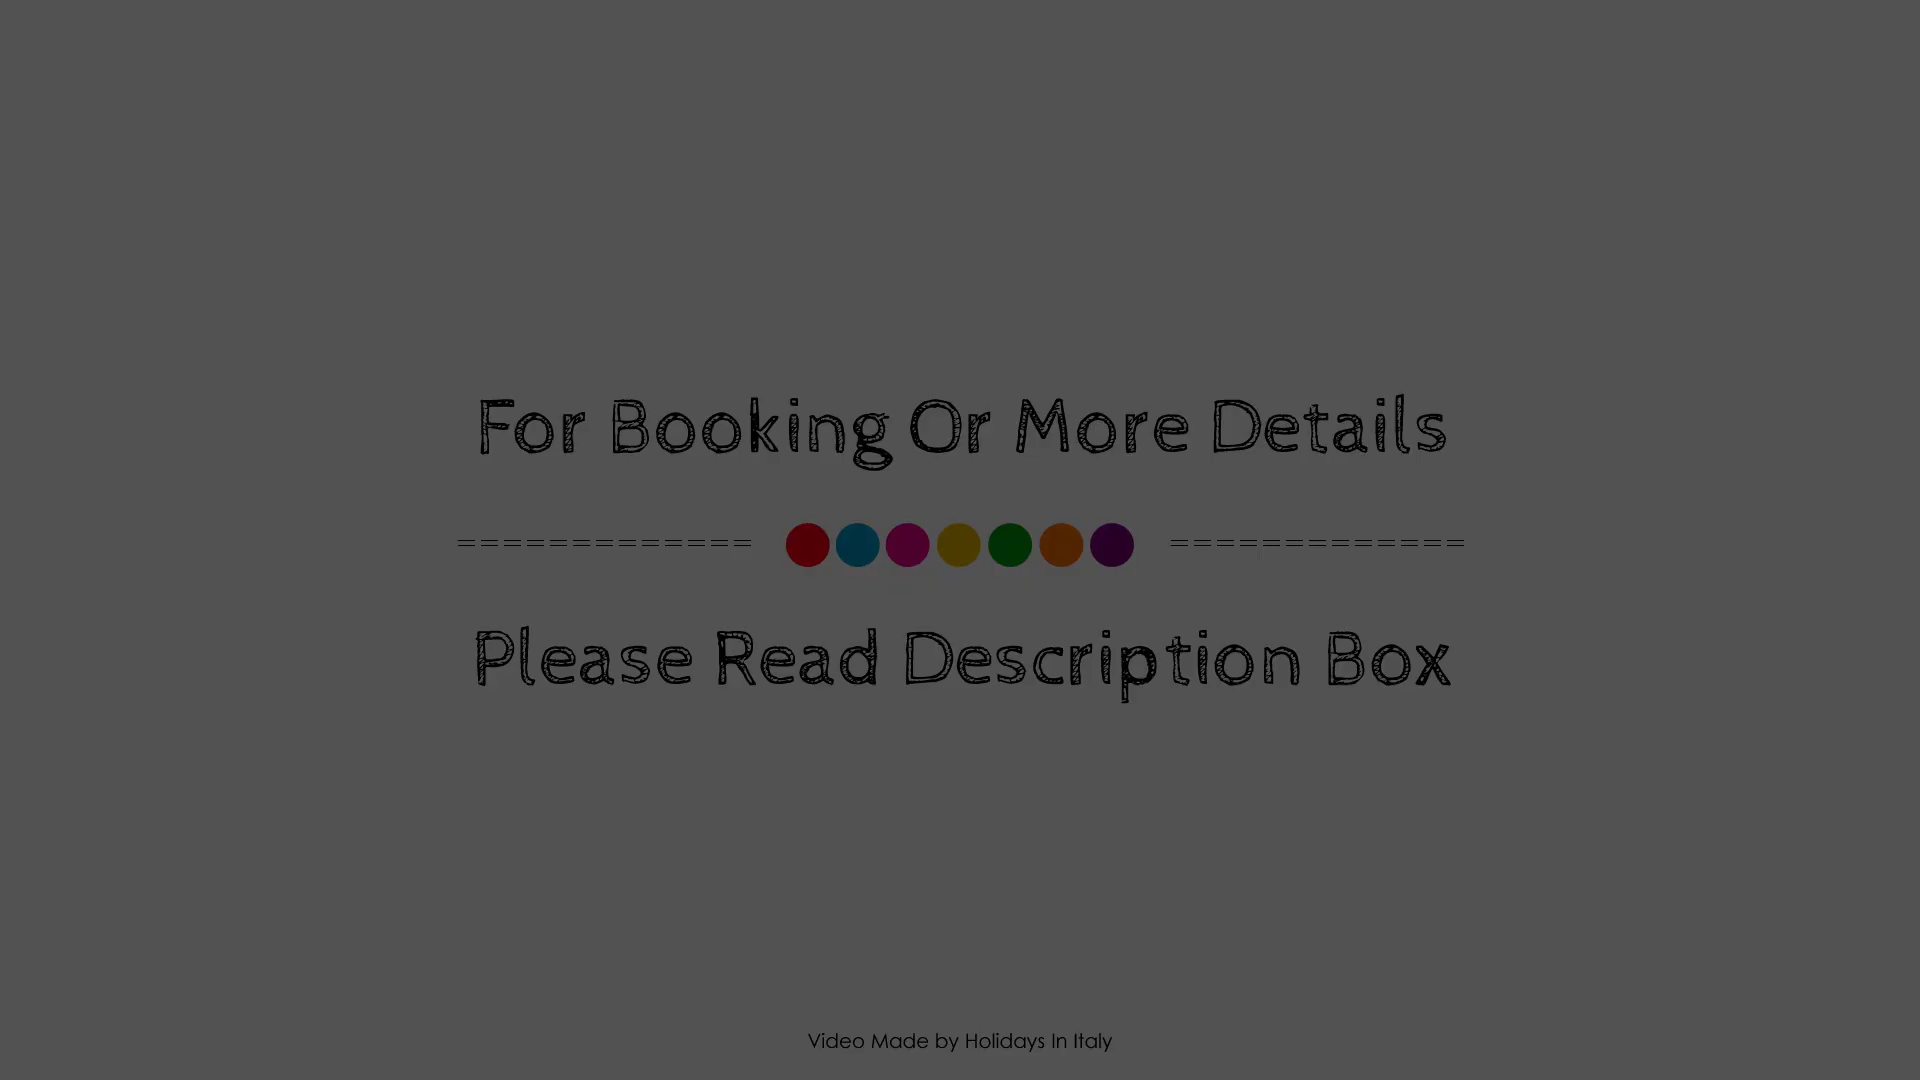 For Booking Or More Details
============= =============
Please Read Description Box
Video Made by Holidays In Italy